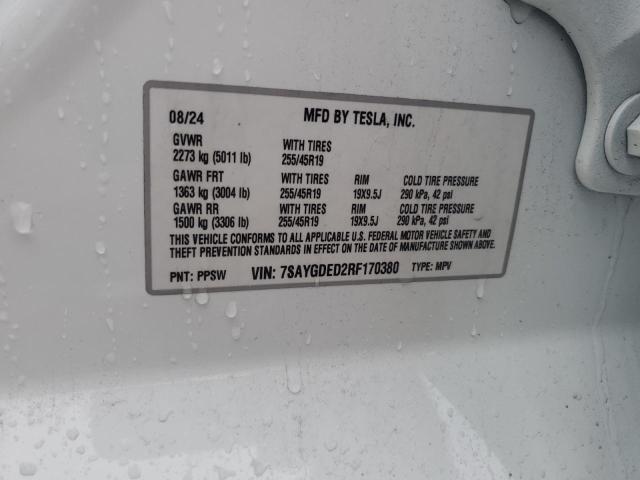 08/24 MFD BY TESLA, INC.
GVWR WITH TIRES
2273 kg (5011 lb) 255/45R19
GAWR FRT WITH TIRES RIM COLD TIRE PRESSURE
1363 kg (3004 lb) 255/45R19 19X9.5J 290 kPa, 42 psi
GAWR RR WITH TIRES RIM COLD TIRE PRESSURE
1500 kg (3306 lb) 255/45R19 19X9.5J 290 kPa, 42 psi
THIS VEHICLE CONFORMS TO ALL APPLICABLE U.S. FEDERAL MOTOR VEHICLE SAFETY AND
THEFT PREVENTION STANDARDS IN EFFECT ON THE DATE OF MANUFACTURE SHOWN ABOVE.
PNT: PPSW VIN: 7SAYGDED2RF170380 TYPE: MPV